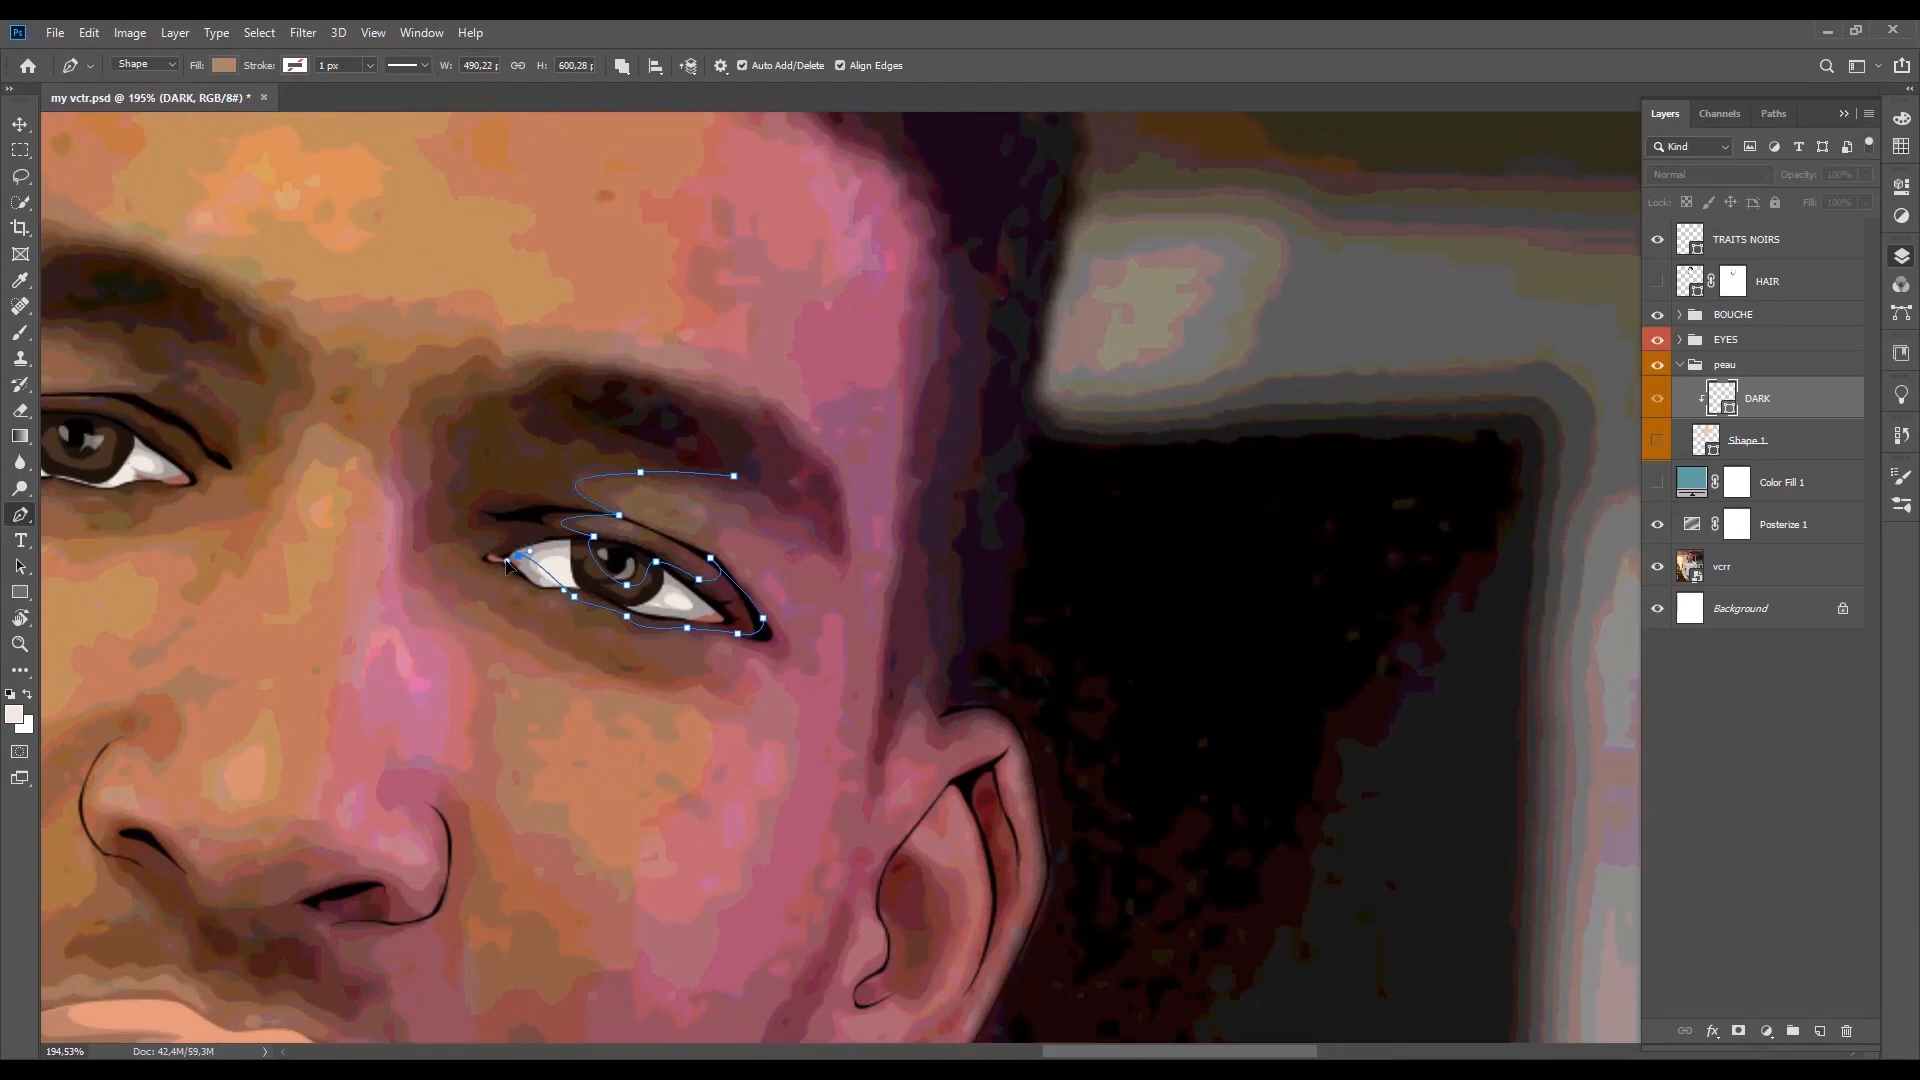 Ps File Edit Image Layer Type Select Filter 3D View Window Help
Shape Fill: Stroke: 1 px W: 490,22 p H: 600,28 p Auto Add/Delete Align Edges
my vctr.psd @ 195% (DARK, RGB/8#) *
Layers Channels Paths
Kind
Normal Opacity: 100%
Lock: Fill: 100%
TRAITS NOIRS
HAIR
BOUCHE
EYES
peau
DARK
Shape 1
Color Fill 1
Posterize 1
vcrr
Background
194,53% Doc: 42,4M/59,3M